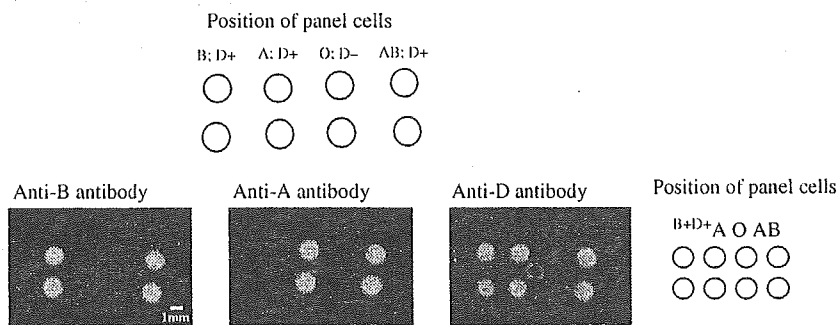 Position of panel cells
B; D+ A; D+ O; D− AB; D+
Anti-B antibody
Anti-A antibody
Anti-D antibody
Position of panel cells
B+D+ A O AB
1mm